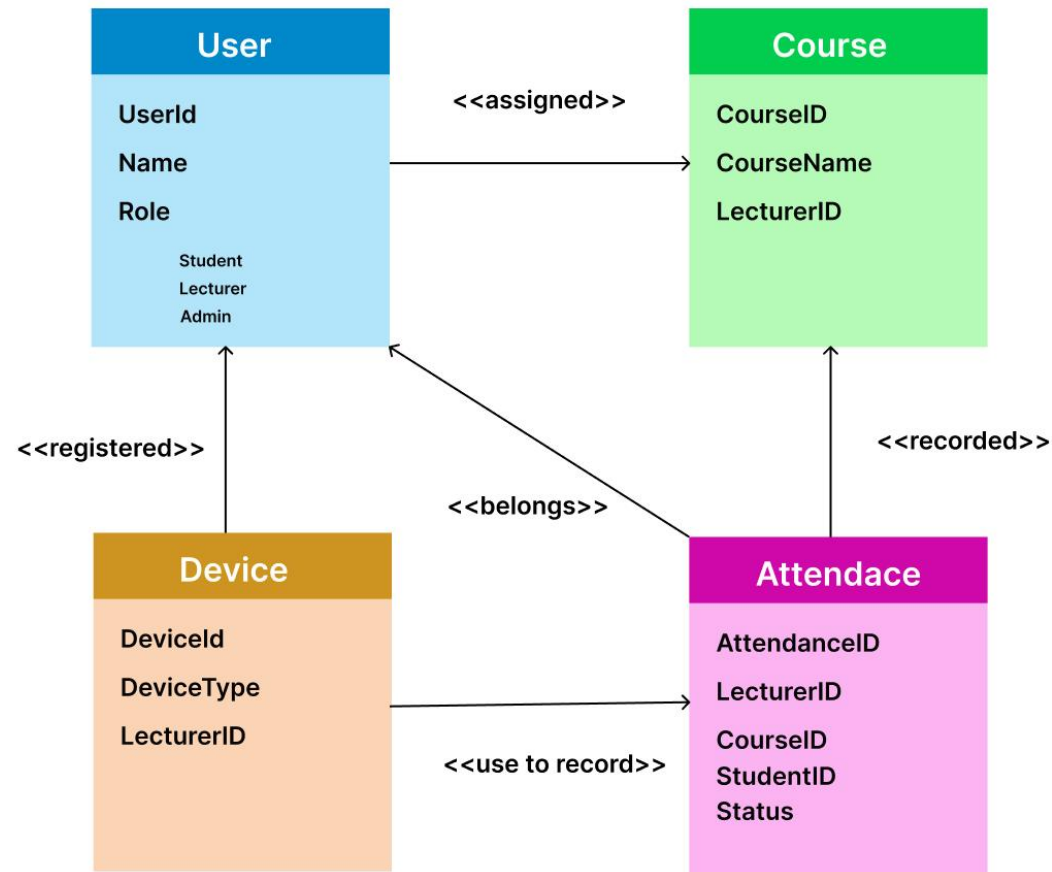 User
UserId
Name
Role
Student
Lecturer
Admin
<<assigned>>
Course
CourseID
CourseName
LecturerID
<<registered>>
<<belongs>>
<<recorded>>
Device
DeviceId
DeviceType
LecturerID
<<use to record>>
Attendace
AttendanceID
LecturerID
CourseID
StudentID
Status